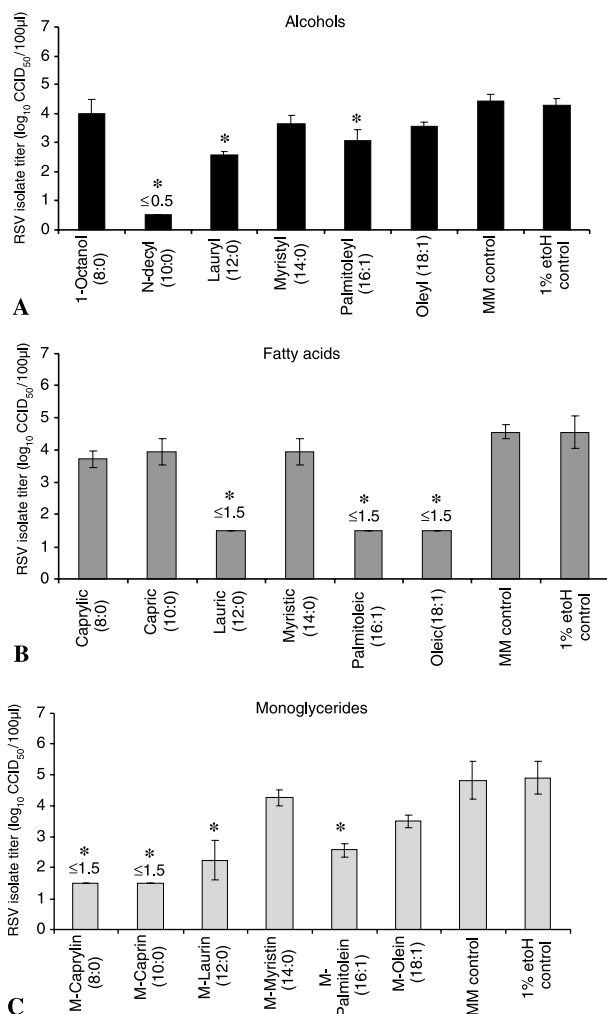 Alcohols
RSV isolate titer (log10 CCID50/100µl)
7
6
5
4
3
2
1
0
*
≤0.5
*
*
1-Octanol
(8:0)
N-decyl
(10:0)
Lauryl
(12:0)
Myristyl
(14:0)
Palmitoleyl
(16:1)
Oleyl (18:1)
MM control
1% etoH
control
A
Fatty acids
RSV isolate titer (log10 CCID50/100µl)
7
6
5
4
3
2
1
0
*
≤1.5
*
≤1.5
*
≤1.5
Caprylic
(8:0)
Capric
(10:0)
Lauric
(12:0)
Myristic
(14:0)
Palmitoleic
(16:1)
Oleic(18:1)
MM control
1% etoH
control
B
Monoglycerides
RSV isolate titer (log10 CCID50/100µl)
7
6
5
4
3
2
1
0
*
≤1.5
*
≤1.5
*
*
M-Caprylin
(8:0)
M-Caprin
(10:0)
M-Laurin
(12:0)
M-Myristin
(14:0)
M-
Palmitolein
(16:1)
M-Olein
(18:1)
MM control
1% etoH
control
C